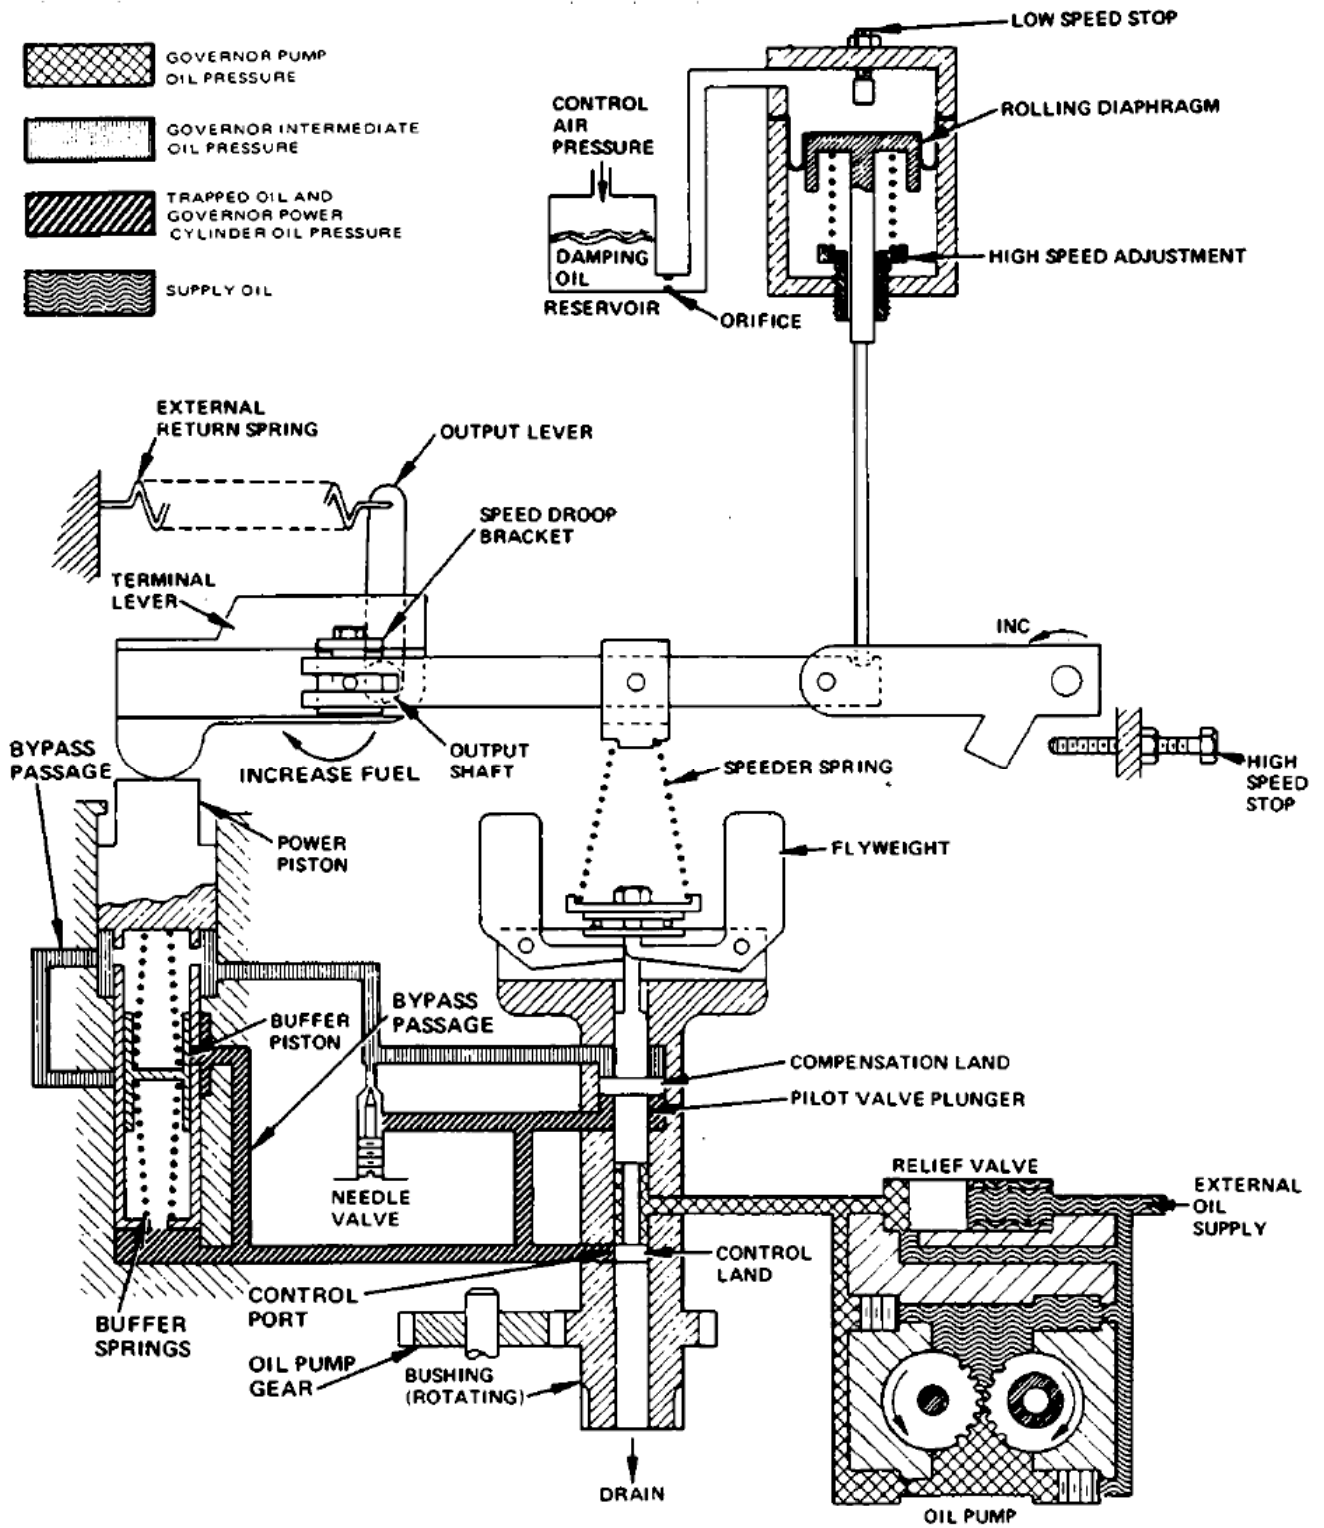 LOW SPEED STOP
GOVERNOR PUMP
OIL PRESSURE
CONTROL
AIR
PRESSURE
ROLLING DIAPHRAGM
GOVERNOR INTERMEDIATE
OIL PRESSURE
TRAPPED OIL AND
GOVERNOR POWER
CYLINDER OIL PRESSURE
DAMPING
OIL
RESERVOIR
HIGH SPEED ADJUSTMENT
SUPPLY OIL
ORIFICE
EXTERNAL
RETURN SPRING
OUTPUT LEVER
SPEED DROOP
BRACKET
TERMINAL
LEVER
INC
BYPASS
PASSAGE
INCREASE FUEL
OUTPUT
SHAFT
SPEEDER SPRING
HIGH
SPEED
STOP
POWER
PISTON
FLYWEIGHT
BUFFER
PISTON
BYPASS
PASSAGE
COMPENSATION LAND
PILOT VALVE PLUNGER
RELIEF VALVE
NEEDLE
VALVE
EXTERNAL
OIL
SUPPLY
CONTROL
LAND
CONTROL
PORT
BUFFER
SPRINGS
OIL PUMP
GEAR
BUSHING
(ROTATING)
DRAIN
OIL PUMP